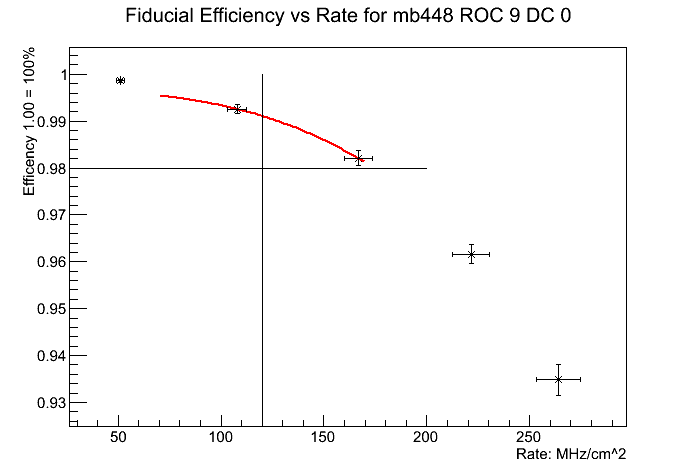 Fiducial Efficiency vs Rate for mb448 ROC 9 DC 0
Efficency 1.00 = 100%
1
0.99
0.98
0.97
0.96
0.95
0.94
0.93
50 100 150 200 250
Rate: MHz/cm^2